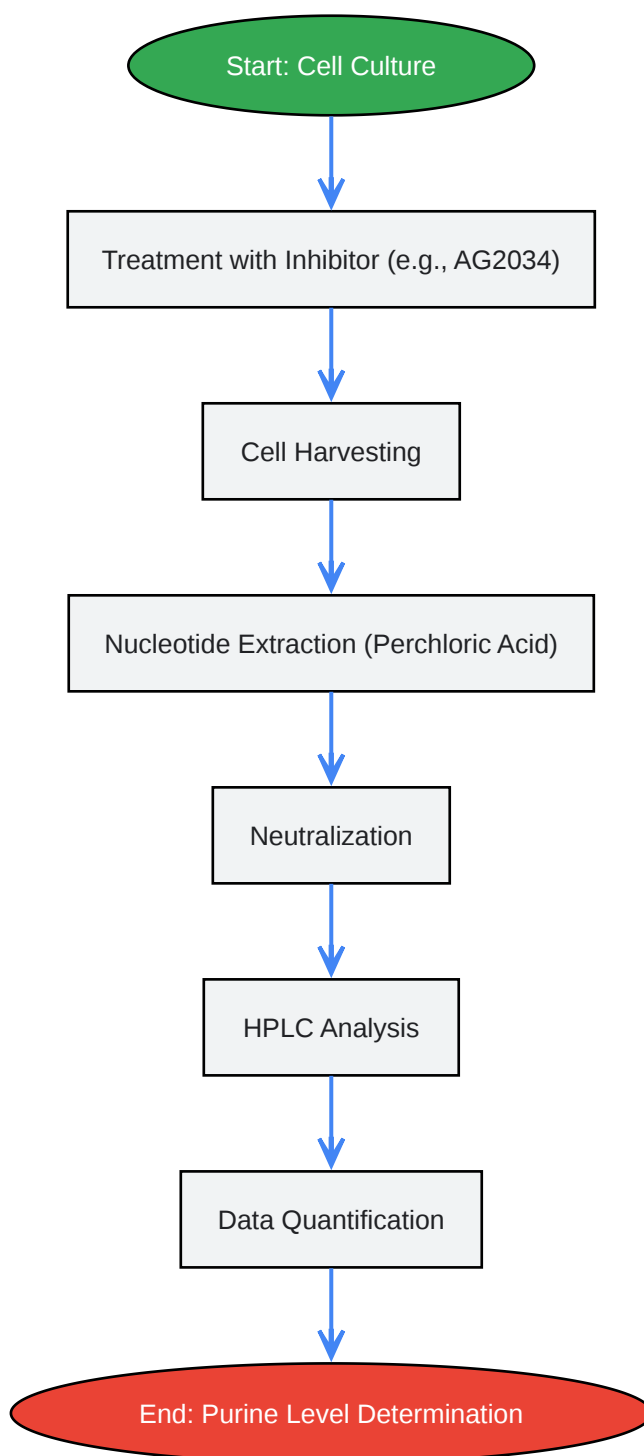 Start: Cell Culture
Treatment with Inhibitor (e.g., AG2034)
Cell Harvesting
Nucleotide Extraction (Perchloric Acid)
Neutralization
HPLC Analysis
Data Quantification
End: Purine Level Determination